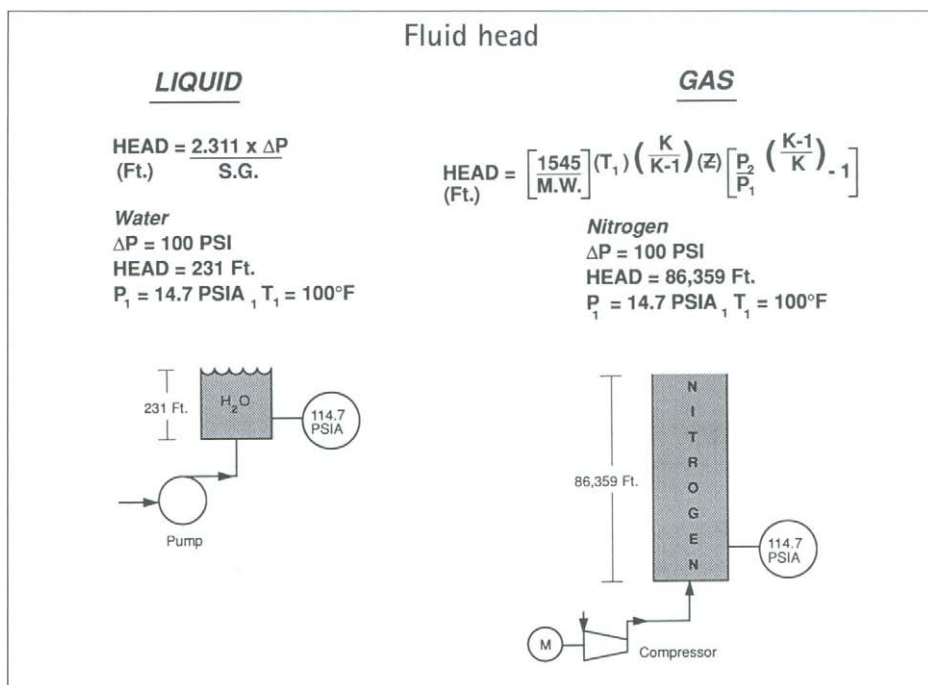 Fluid head
LIQUID
HEAD = 2.311 x ΔP
(Ft.) S.G.
Water
ΔP = 100 PSI
HEAD = 231 Ft.
P1 = 14.7 PSIA , T1 = 100°F
231 Ft.
H2O
114.7
PSIA
Pump
GAS
HEAD = [1545/M.W.] (T1) (K/K-1) (Z) [P2/P1 (K-1/K) - 1]
(Ft.)
Nitrogen
ΔP = 100 PSI
HEAD = 86,359 Ft.
P1 = 14.7 PSIA , T1 = 100°F
86,359 Ft.
NITROGEN
114.7
PSIA
M
Compressor